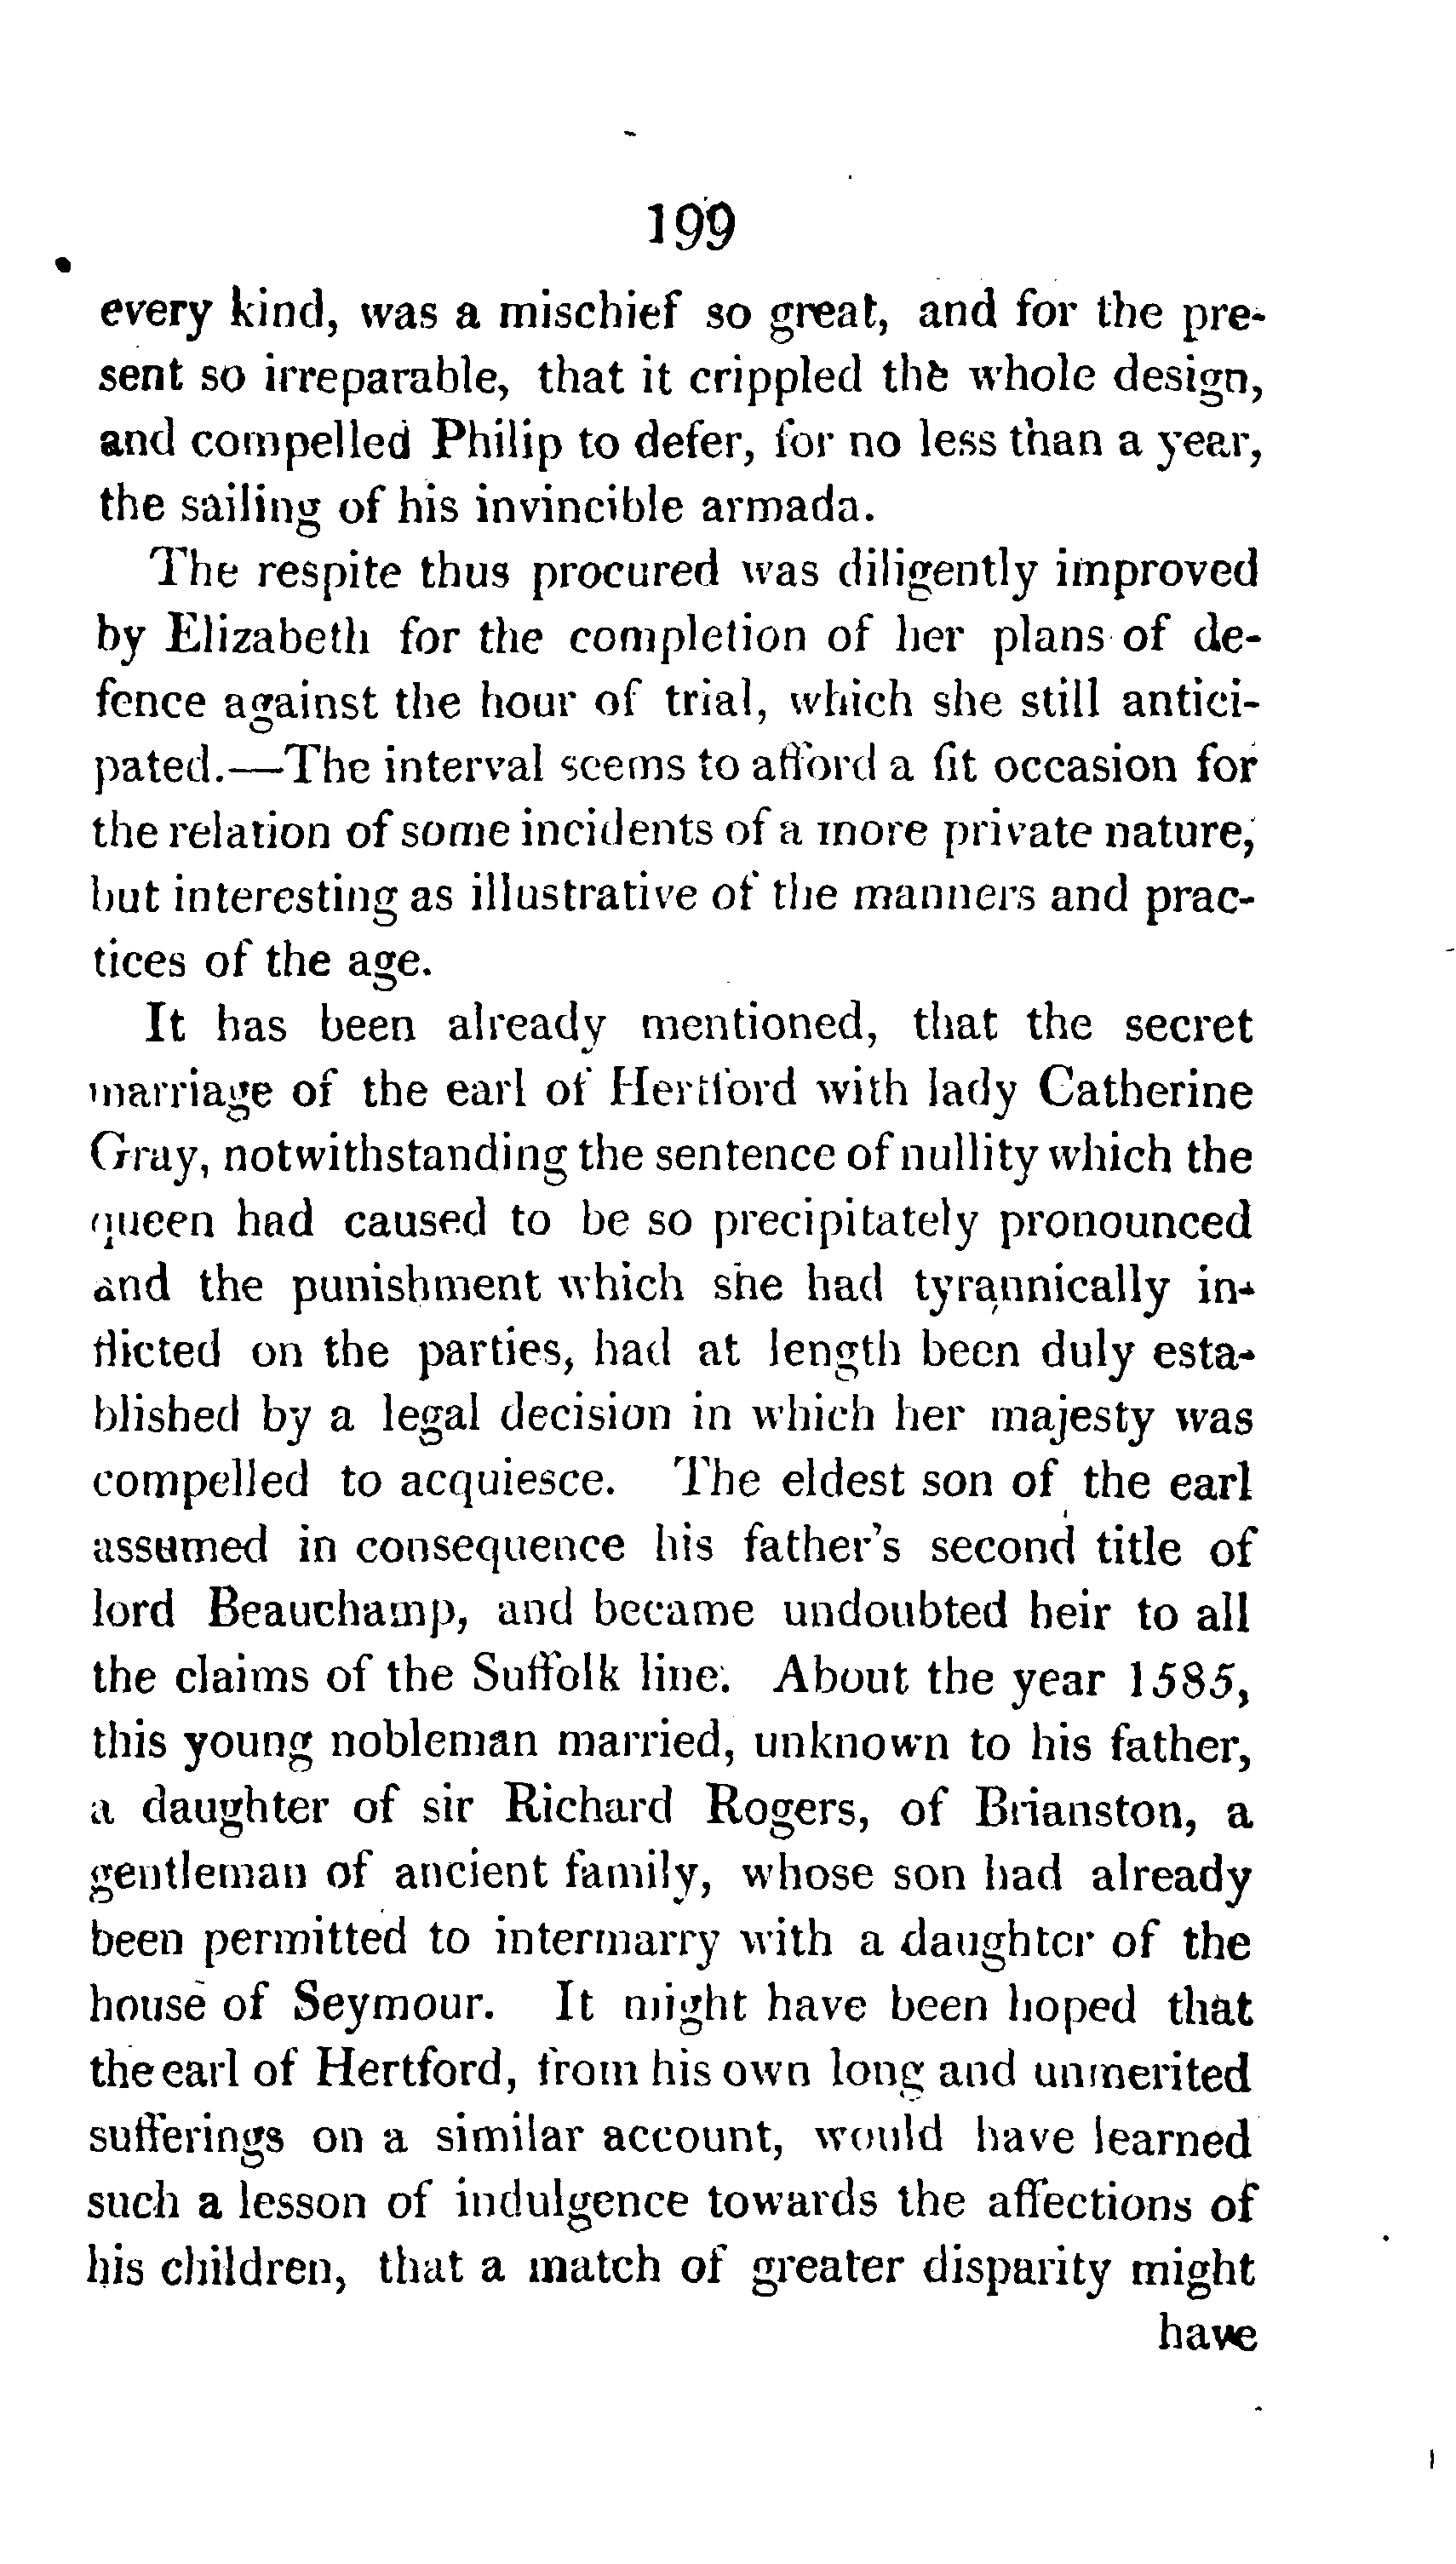 199
every kind, was a mischief so great, and for the pre-
sent so irreparable, that it crippled the whole design,
and compelled Philip to defer, for no less than a year,
the sailing of his invincible armada.
The respite thus procured was diligently improved
by Elizabeth for the completion of her plans of de-
fence against the hour of trial, which she still antici-
pated.—The interval seems to afford a fit occasion for
the relation of some incidents of a more private nature,
but interesting as illustrative of the manners and prac-
tices of the age.
It has been already mentioned, that the secret
marriage of the earl of Hertford with lady Catherine
Gray, notwithstanding the sentence of nullity which the
queen had caused to be so precipitately pronounced
and the punishment which she had tyrannically in-
flicted on the parties, had at length been duly esta-
blished by a legal decision in which her majesty was
compelled to acquiesce. The eldest son of the earl
assumed in consequence his father's second title of
lord Beauchamp, and became undoubted heir to all
the claims of the Suffolk line. About the year 1585,
this young nobleman married, unknown to his father,
a daughter of sir Richard Rogers, of Brianston, a
gentleman of ancient family, whose son had already
been permitted to intermarry with a daughter of the
house of Seymour. It might have been hoped that
the earl of Hertford, from his own long and unmerited
sufferings on a similar account, would have learned
such a lesson of indulgence towards the affections of
his children, that a match of greater disparity might
have